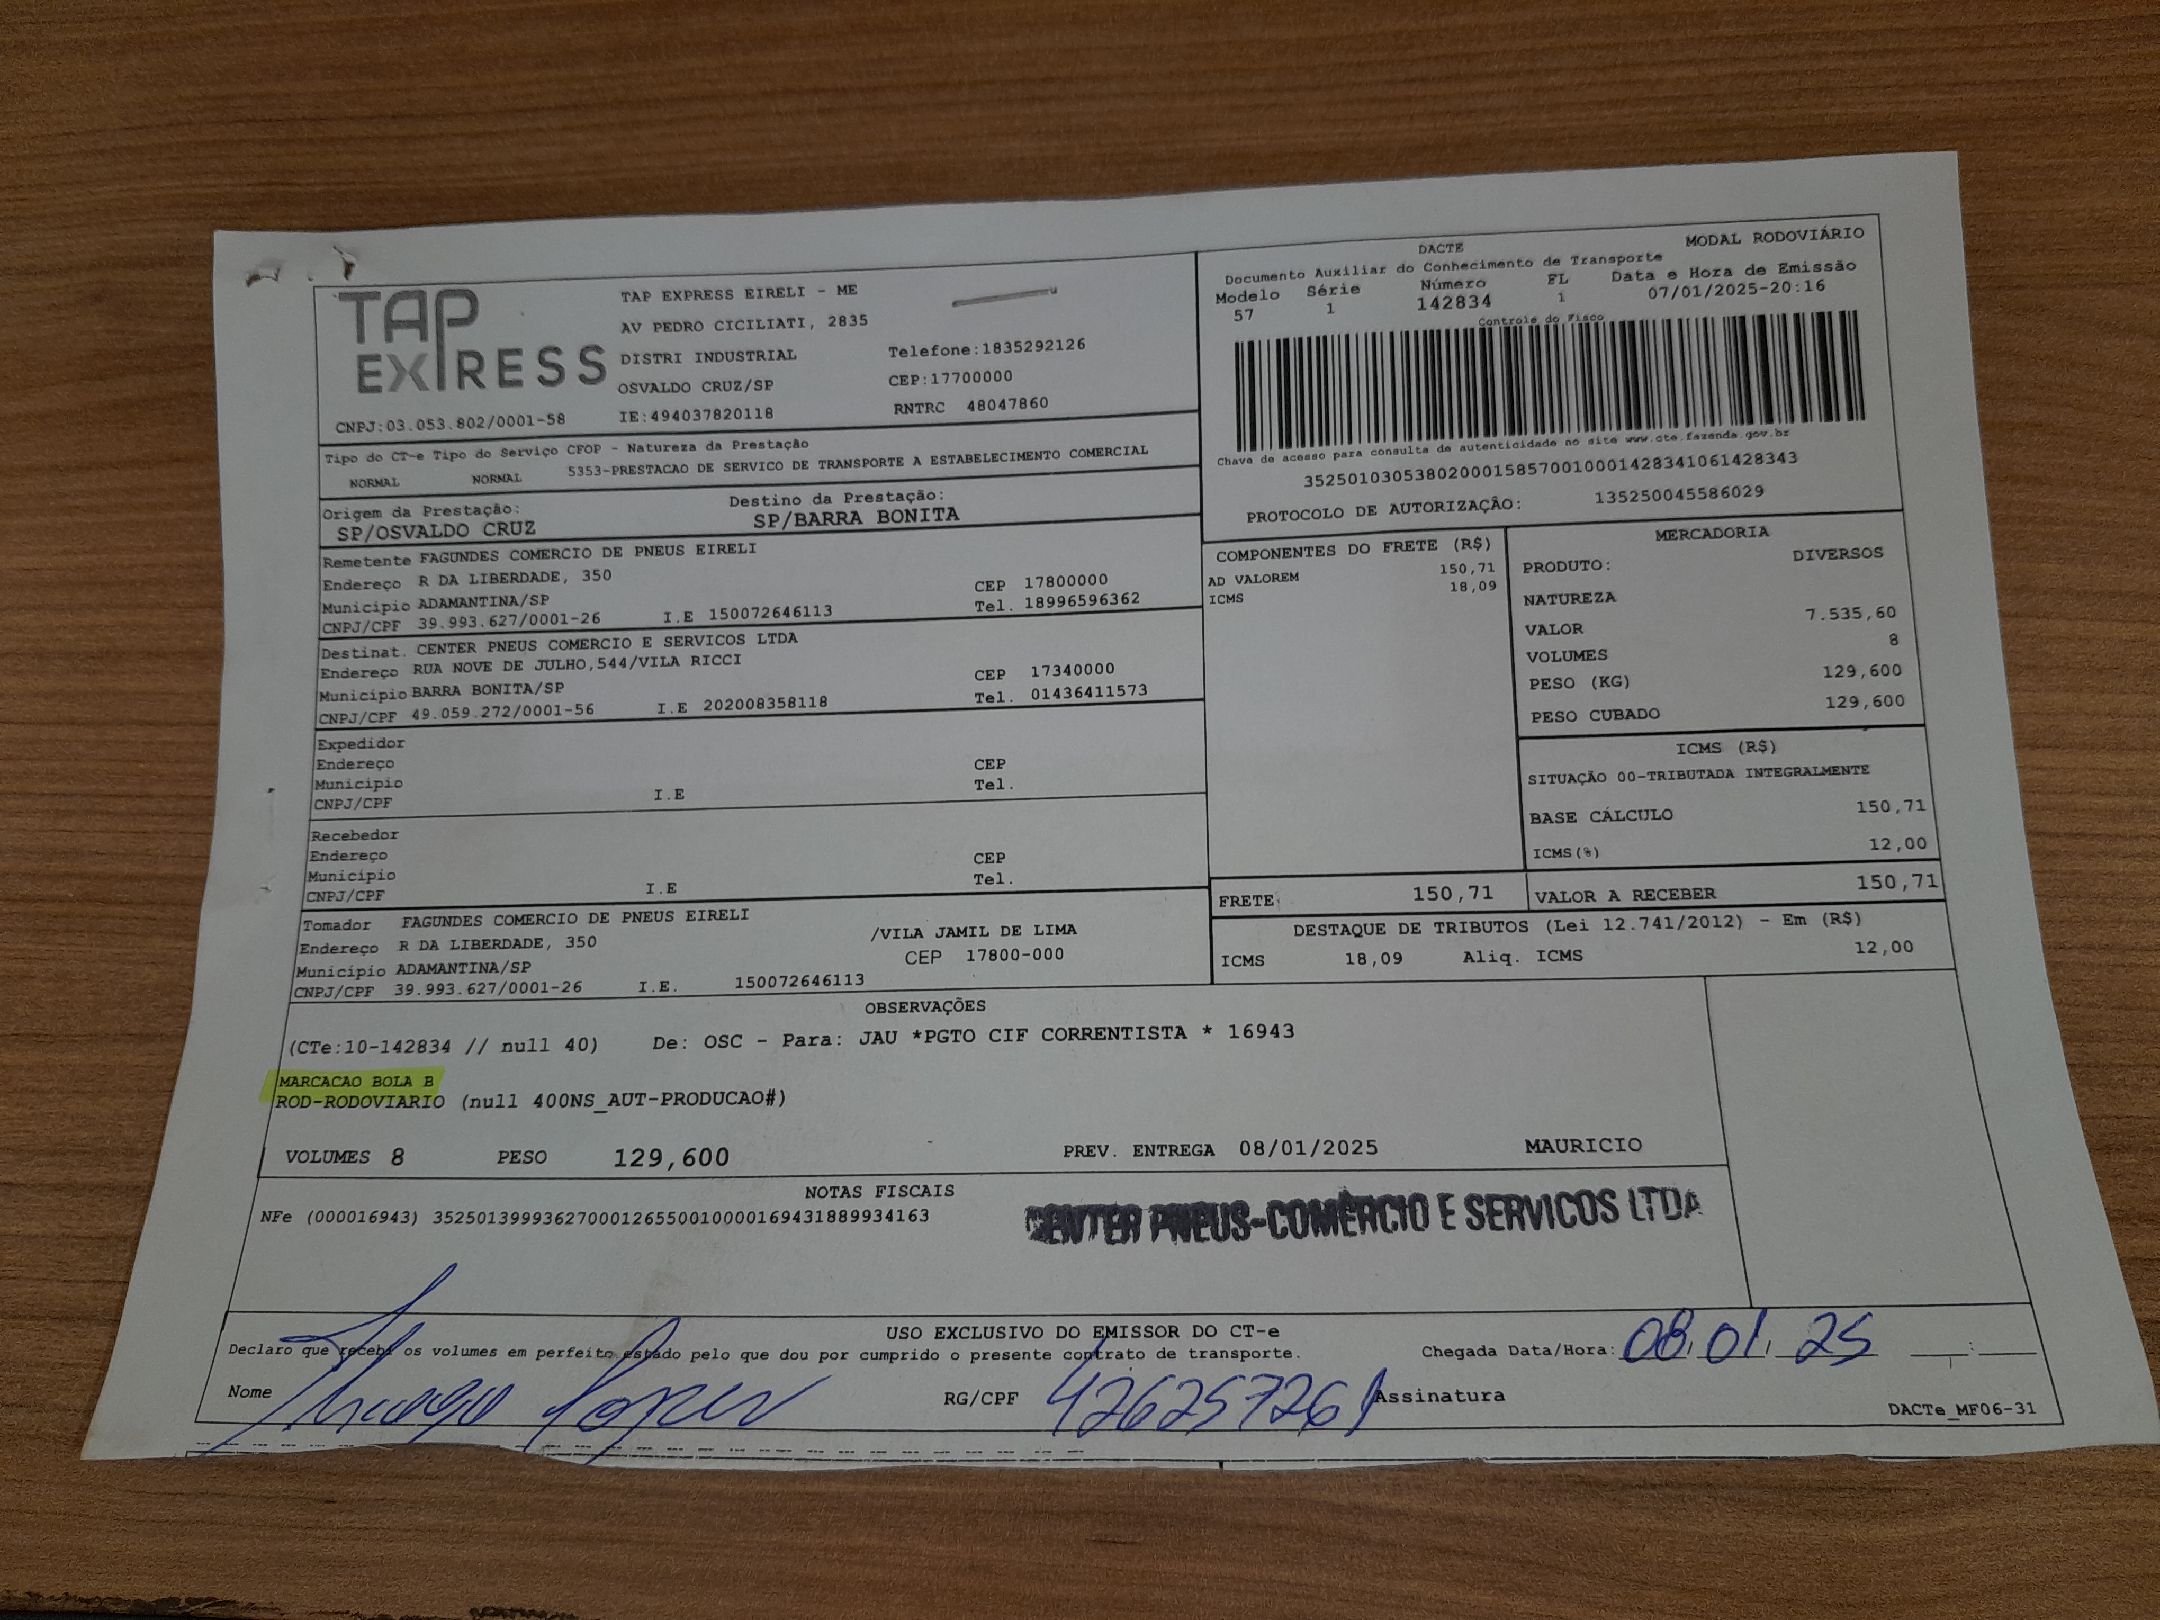 TAP EXPRESS
TAP EXPRESS EIRELI - ME
AV PEDRO CICILIATI, 2835
DISTRI INDUSTRIAL Telefone:1835292126
OSVALDO CRUZ/SP CEP:17700000
CNPJ:03.053.802/0001-58 IE:494037820118 RNTRC 48047860
DACTE MODAL RODOVIÁRIO
Documento Auxiliar do Conhecimento de Transporte
Modelo Série Número FL Data e Hora de Emissão
57 1 142834 1 07/01/2025-20:16
Controle do Fisco
Chave de acesso para consulta de autenticidade no site www.cte.fazenda.gov.br
35250103053802000158570010001428341061428343
PROTOCOLO DE AUTORIZAÇÃO: 135250045586029
Tipo do CT-e Tipo do Serviço CFOP - Natureza da Prestação
NORMAL NORMAL 5353-PRESTACAO DE SERVICO DE TRANSPORTE A ESTABELECIMENTO COMERCIAL
Origem da Prestação: Destino da Prestação:
SP/OSVALDO CRUZ SP/BARRA BONITA
Remetente FAGUNDES COMERCIO DE PNEUS EIRELI
Endereço R DA LIBERDADE, 350 CEP 17800000
Município ADAMANTINA/SP Tel. 18996596362
CNPJ/CPF 39.993.627/0001-26 I.E 150072646113
Destinat. CENTER PNEUS COMERCIO E SERVICOS LTDA
Endereço RUA NOVE DE JULHO,544/VILA RICCI CEP 17340000
Município BARRA BONITA/SP Tel. 01436411573
CNPJ/CPF 49.059.272/0001-56 I.E 202008358118
Expedidor
Endereço CEP
Município Tel.
CNPJ/CPF I.E
Recebedor
Endereço CEP
Município Tel.
CNPJ/CPF I.E
Tomador FAGUNDES COMERCIO DE PNEUS EIRELI
Endereço R DA LIBERDADE, 350 /VILA JAMIL DE LIMA
Município ADAMANTINA/SP CEP 17800-000
CNPJ/CPF 39.993.627/0001-26 I.E. 150072646113
COMPONENTES DO FRETE (R$)
AD VALOREM 150,71
ICMS 18,09
MERCADORIA
PRODUTO: DIVERSOS
NATUREZA
VALOR 7.535,60
VOLUMES 8
PESO (KG) 129,600
PESO CUBADO 129,600
ICMS (R$)
SITUAÇÃO 00-TRIBUTADA INTEGRALMENTE
BASE CÁLCULO 150,71
ICMS(%) 12,00
FRETE 150,71 VALOR A RECEBER 150,71
DESTAQUE DE TRIBUTOS (Lei 12.741/2012) - Em (R$)
ICMS 18,09 Aliq. ICMS 12,00
OBSERVAÇÕES
(CTe:10-142834 // null 40) De: OSC - Para: JAU *PGTO CIF CORRENTISTA * 16943
MARCACAO BOLA B
ROD-RODOVIARIO (null 400NS_AUT-PRODUCAO#)
VOLUMES 8 PESO 129,600 PREV. ENTREGA 08/01/2025 MAURICIO
NOTAS FISCAIS
NFe (000016943) 35250139993627000126550010000169431889934163
CENTER PNEUS-COMÉRCIO E SERVICOS LTDA
USO EXCLUSIVO DO EMISSOR DO CT-e
Declaro que recebi os volumes em perfeito estado pelo que dou por cumprido o presente contrato de transporte. Chegada Data/Hora: 08.01.25
Nome RG/CPF 426257261 Assinatura
DACTe_MF06-31